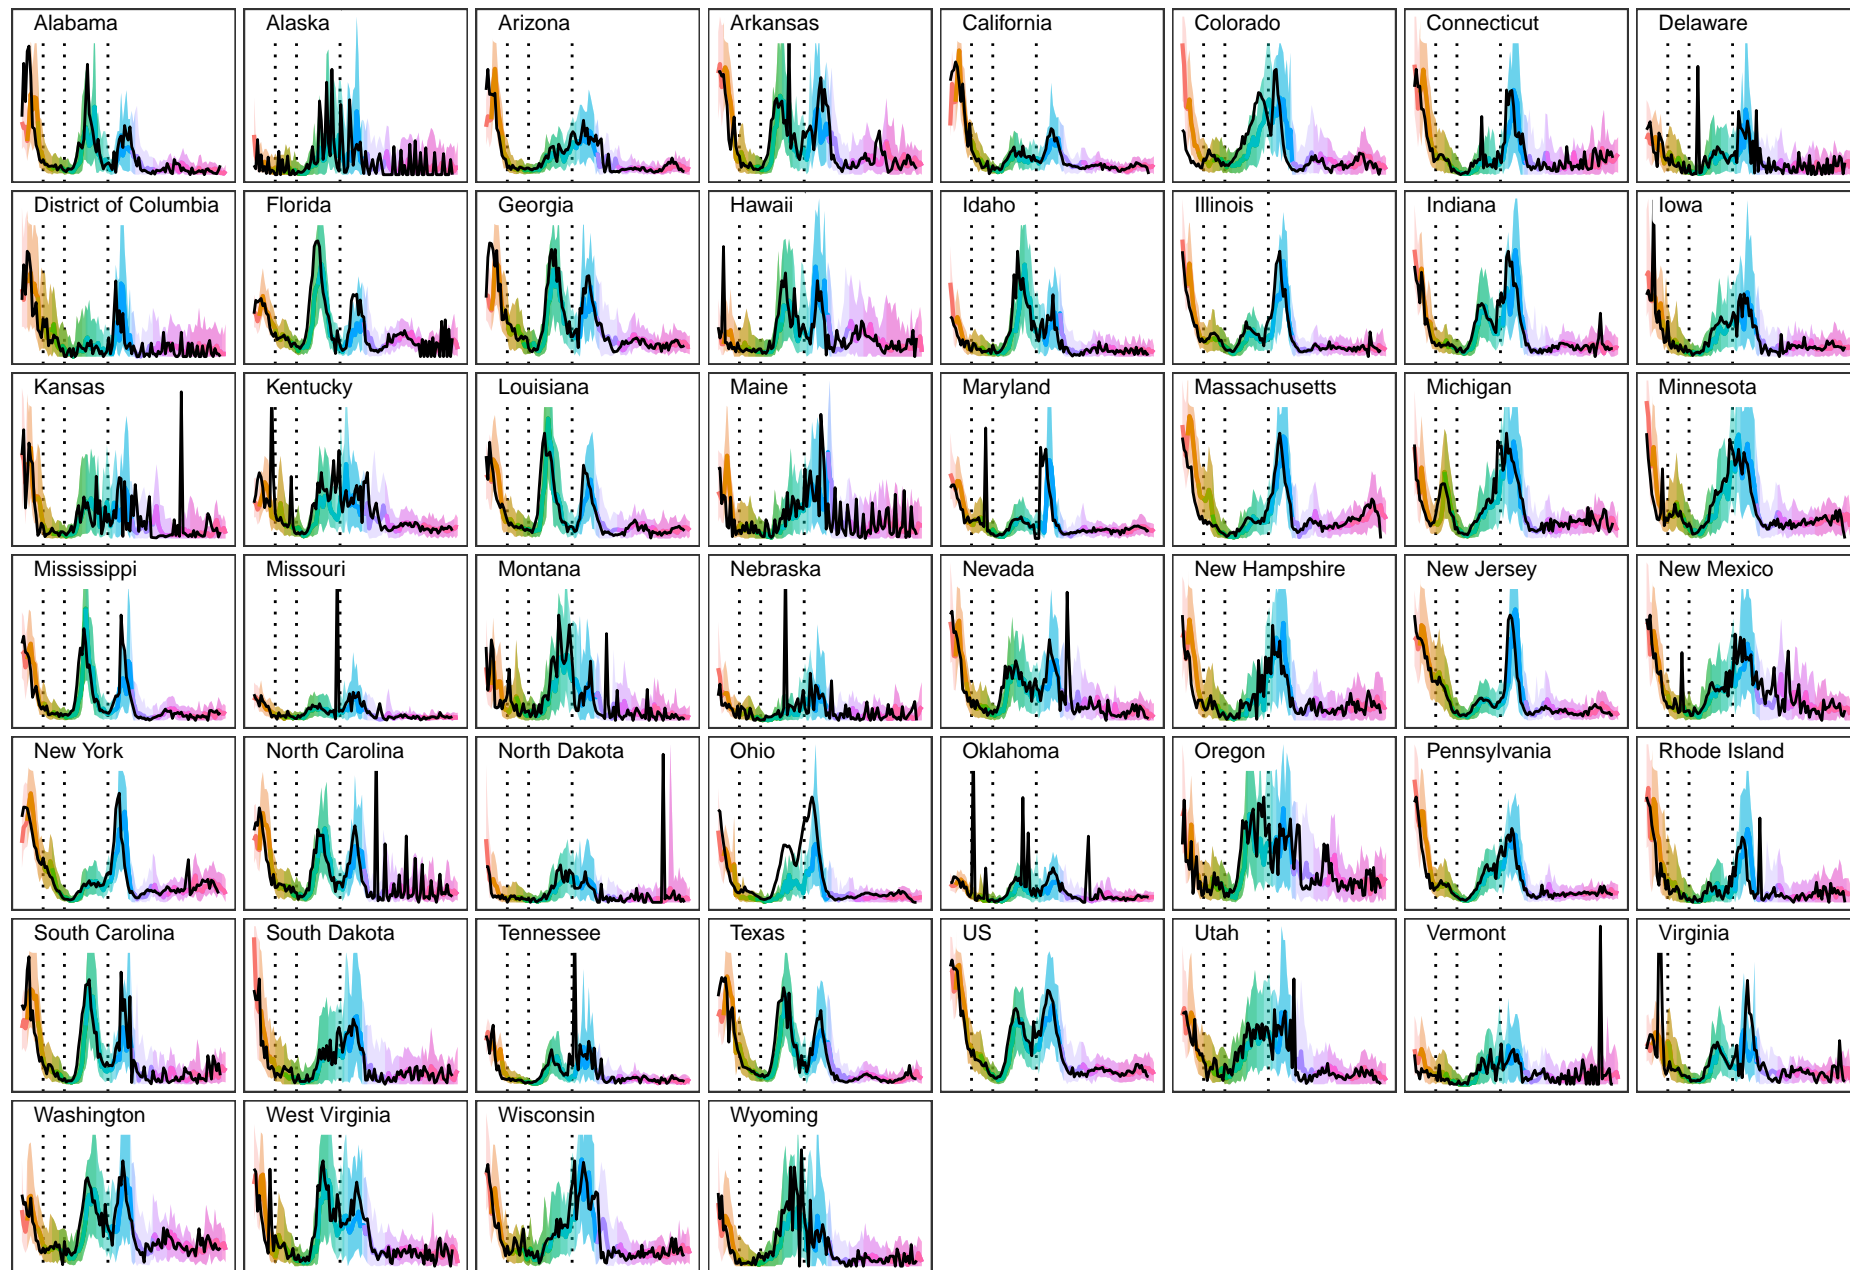 Alabama
Alaska
Arizona
Arkansas
California
Colorado
Connecticut
Delaware
District of Columbia
Florida
Georgia
Hawaii
Idaho
Illinois
Indiana
Iowa
Kansas
Kentucky
Louisiana
Maine
Maryland
Massachusetts
Michigan
Minnesota
Mississippi
Missouri
Montana
Nebraska
Nevada
New Hampshire
New Jersey
New Mexico
New York
North Carolina
North Dakota
Ohio
Oklahoma
Oregon
Pennsylvania
Rhode Island
South Carolina
South Dakota
Tennessee
Texas
US
Utah
Vermont
Virginia
Washington
West Virginia
Wisconsin
Wyoming